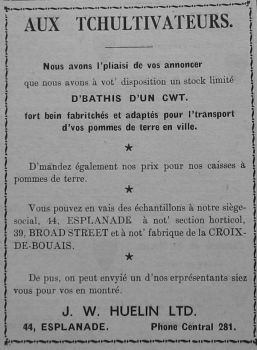 AUX TCHULTIVATEURS.
Nous avons l'pliaisi de vos annoncer
que nous avons à vot' disposition un stock limité
D'BATHIS D'UN CWT.
fort bein fabritchés et adaptés pour l'transport
d'vos pommes de terre en ville.
★
D'mandez également nos prix pour nos caisses à
pommes de terre.
★
Vous pouvez en vais des échantillons à notre siège-
social, 44, ESPLANADE à not' section horticol,
39, BROAD STREET et à not' fabrique de la CROIX-
DE-BOUAIS.
★
De pus, on peut envyié un d'nos erprésentants siez
vous pour vos en montré.
J. W. HUELIN LTD.
44, ESPLANADE. Phone Central 281.